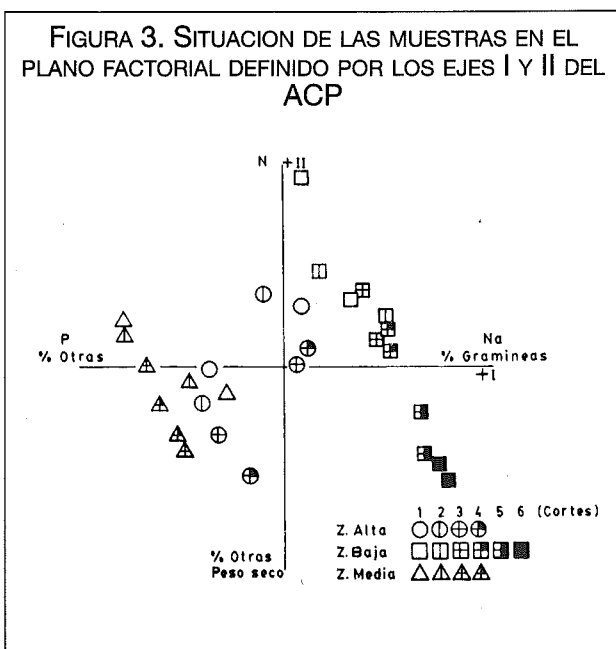 FIGURA 3. SITUACION DE LAS MUESTRAS EN EL
PLANO FACTORIAL DEFINIDO POR LOS EJES I Y II DEL
ACP
N +II
P
% Otras
Na
% Gramineas
+I
% Otras
Peso seco
1 2 3 4 5 6 (Cortes)
Z. Alta
Z. Baja
Z. Media